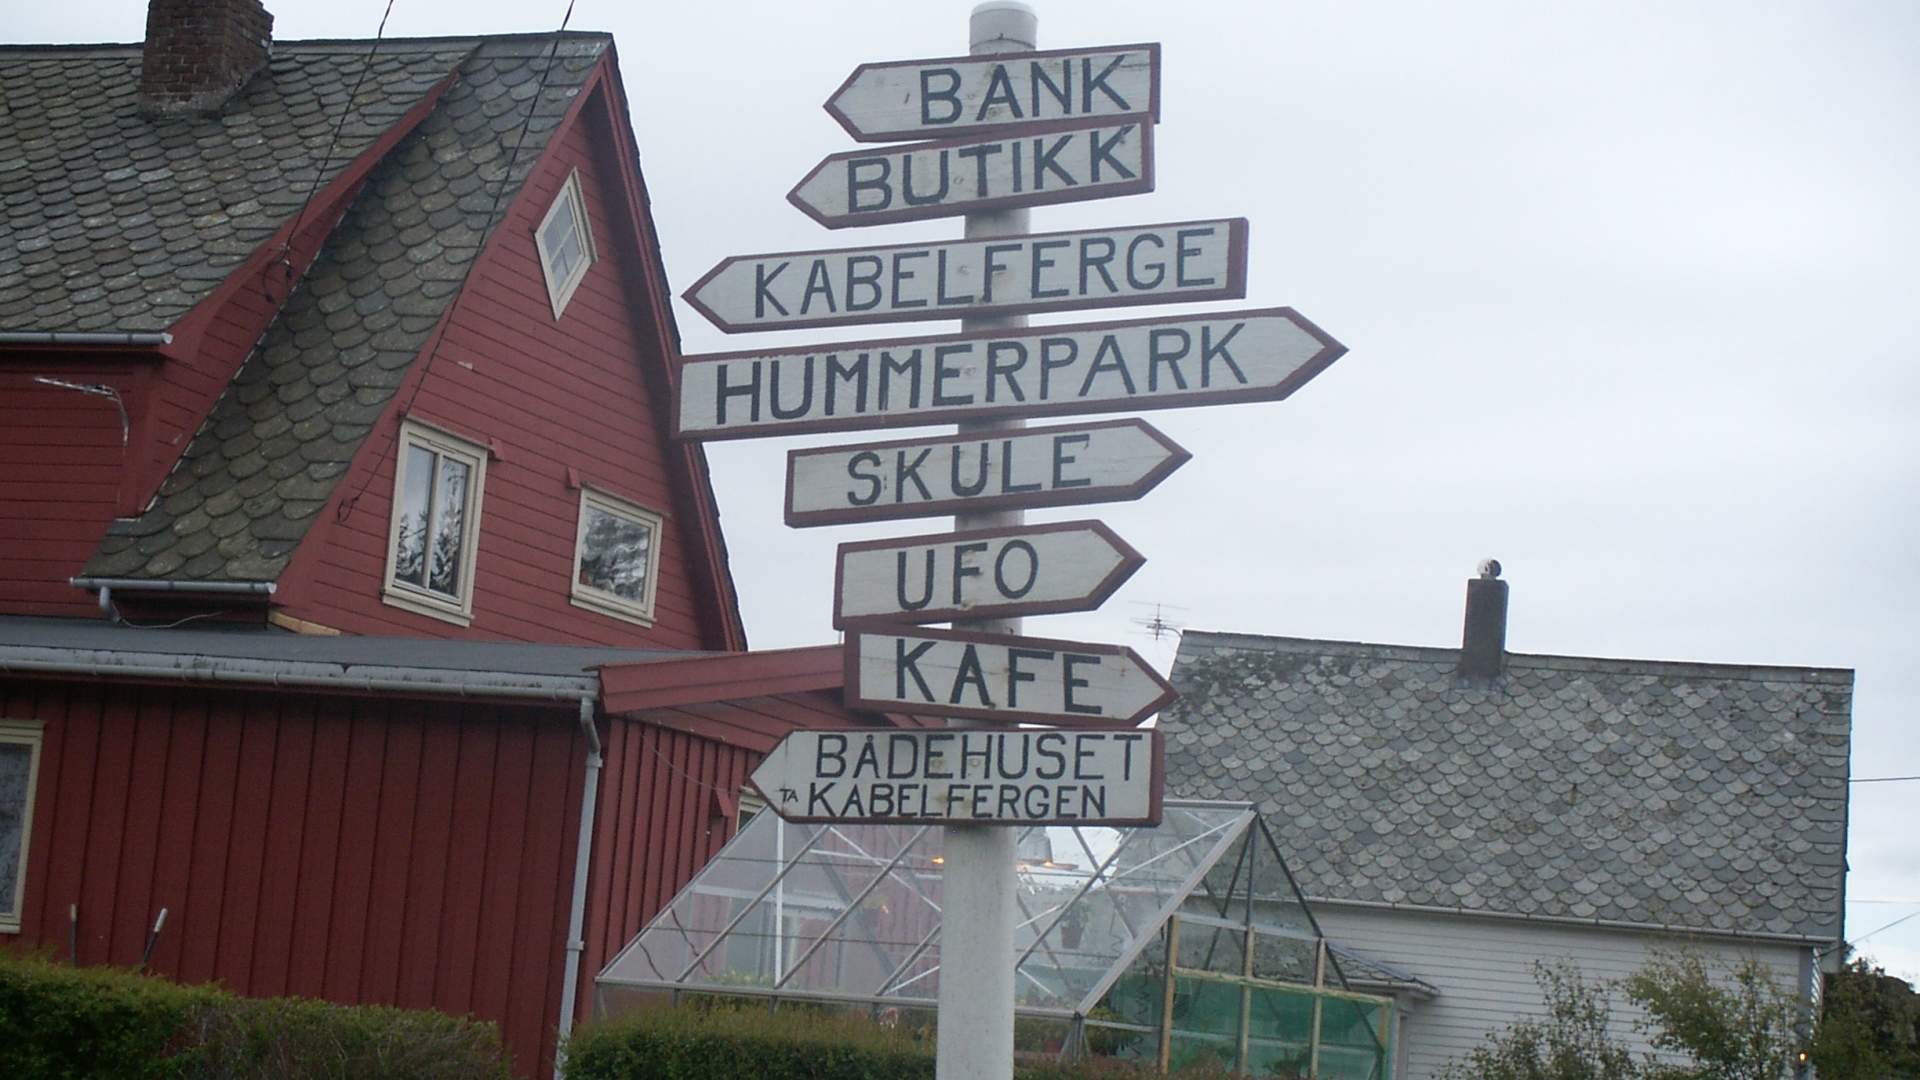 BANK
BUTIKK
KABELFERGE
HUMMERPARK
SKULE
UFO
KAFE
BÅDEHUSET
TA KABELFERGEN